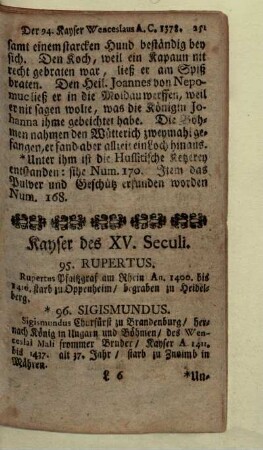 Der 94. Kayser Wenceslaus A. C. 1378. 251
samt einem starcken Hund beständig bey
sich. Den Koch, weil ein Kapaun nit
recht gebraten war, ließ er am Spiß
braten. Den Heil. Joannes von Nepo-
muc ließ er in die Moldau werffen, weil
er nit sagen wolte, was die Königin Jo-
hanna ihme gebeichtet habe. Die Böh-
men nahmen den Wütterich zweymahl ge-
fangen, er fand aber allzeit ein Loch hinaus.
*Unter ihm ist die Hussitische Ketzerey
entstanden: sihe Num. 170. Item das
Pulver und Geschütz erfunden worden
Num. 168.
Kayser des XV. Seculi.
95. RUPERTUS.
Rupertus Pfaltzgraf am Rhein An. 1400. bis
1410. starb zu Oppenheim/ begraben zu Heidel-
berg.
* 96. SIGISMUNDUS.
Sigismundus Churfürst zu Brandenburg/ her-
nach König in Ungarn und Böhmen/ des Wen-
ceslai Mali frommer Bruder/ Kayser A 1411.
bis 1437. alt 37. Jahr/ starb zu Znaimb in
Mähren.
L 6 *Un-